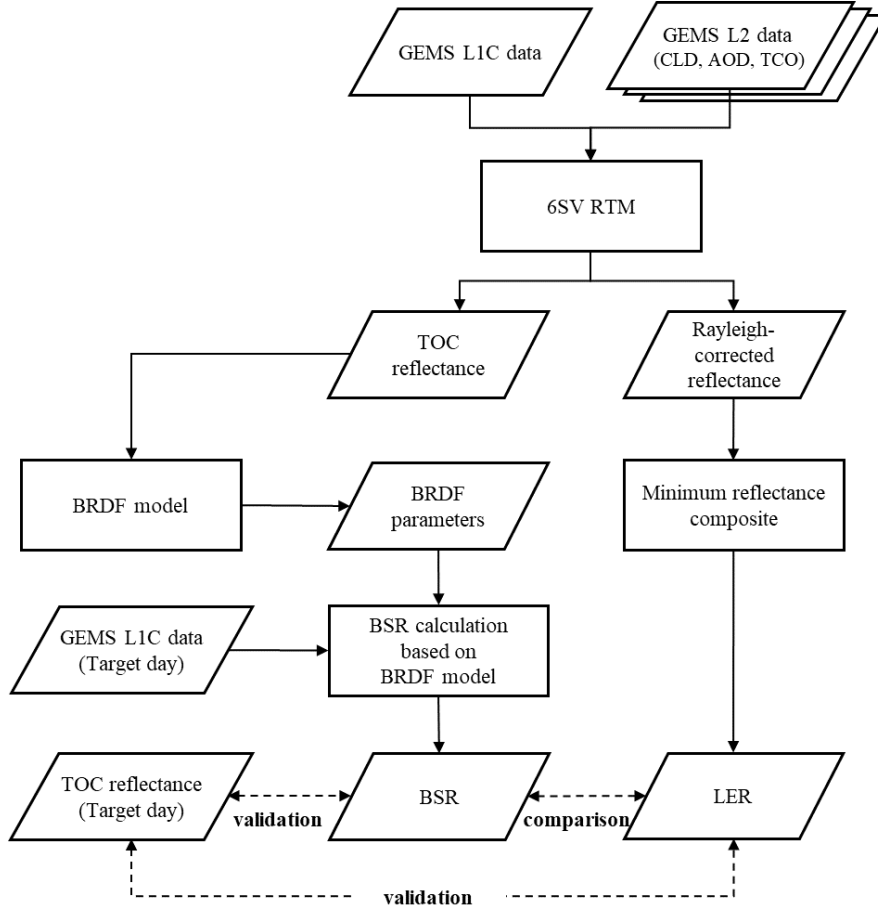 GEMS L1C data
GEMS L2 data
(CLD, AOD, TCO)
6SV RTM
TOC
reflectance
Rayleigh-
corrected
reflectance
BRDF model
BRDF
parameters
Minimum reflectance
composite
GEMS L1C data
(Target day)
BSR calculation
based on
BRDF model
TOC reflectance
(Target day)
validation
BSR
comparison
LER
validation